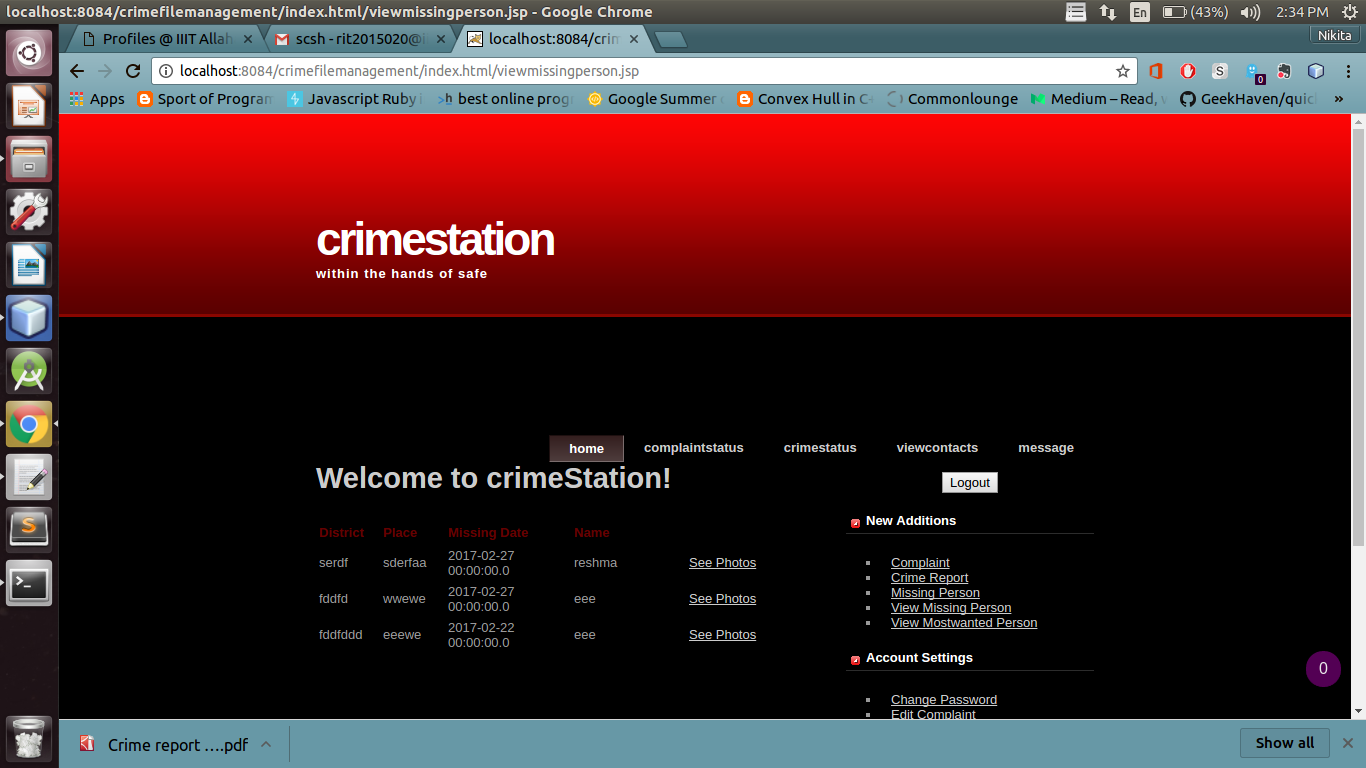 localhost:8084/crimefilemanagement/index.html/viewmissingperson.jsp - Google Chrome
En (43%) 2:34 PM
Profiles @ IIIT Allah
scsh - rit2015020@ii
localhost:8084/crim
Nikita
localhost:8084/crimefilemanagement/index.html/viewmissingperson.jsp
S
0
Apps Sport of Program Javascript Ruby best online prog Google Summer Convex Hull in C+ Commonlounge Medium – Read, GeekHaven/quic »
crimestation
within the hands of safe
home complaintstatus crimestatus viewcontacts message
Welcome to crimeStation!
Logout
District Place Missing Date Name
serdf sderfaa 2017-02-27 00:00:00.0 reshma See Photos
fddfd wwewe 2017-02-27 00:00:00.0 eee See Photos
fddfddd eeewe 2017-02-22 00:00:00.0 eee See Photos
New Additions
Complaint
Crime Report
Missing Person
View Missing Person
View Mostwanted Person
Account Settings
Change Password
Edit Complaint
0
Crime report ….pdf
Show all